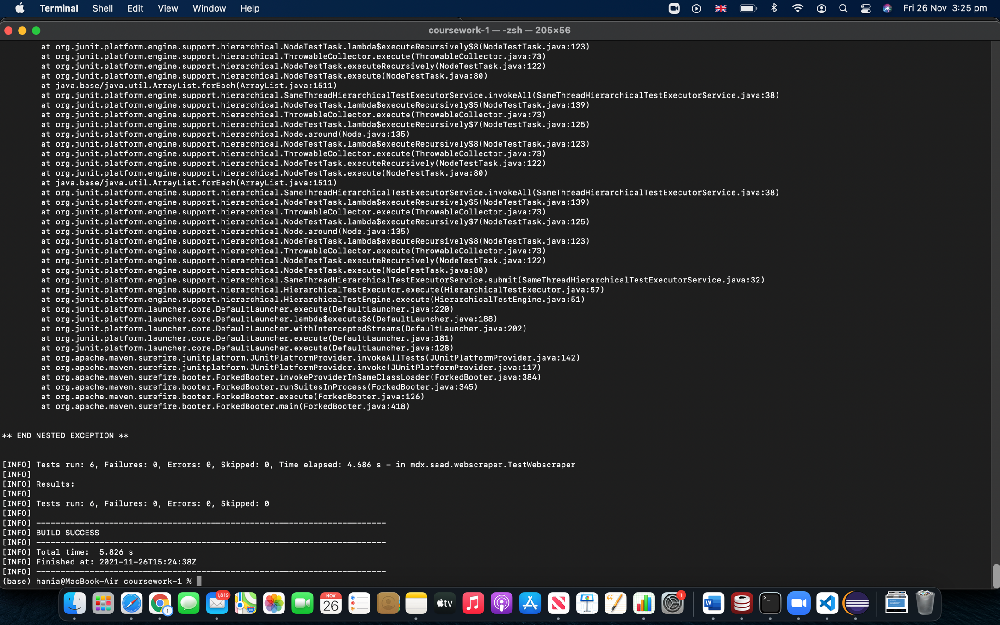 Terminal Shell Edit View Window Help Fri 26 Nov 3:25 pm
coursework-1 — -zsh — 205×56
at org.junit.platform.engine.support.hierarchical.NodeTestTask.lambda$executeRecursively$8(NodeTestTask.java:123)
at org.junit.platform.engine.support.hierarchical.ThrowableCollector.execute(ThrowableCollector.java:73)
at org.junit.platform.engine.support.hierarchical.NodeTestTask.executeRecursively(NodeTestTask.java:122)
at org.junit.platform.engine.support.hierarchical.NodeTestTask.execute(NodeTestTask.java:80)
at java.base/java.util.ArrayList.forEach(ArrayList.java:1511)
at org.junit.platform.engine.support.hierarchical.SameThreadHierarchicalTestExecutorService.invokeAll(SameThreadHierarchicalTestExecutorService.java:38)
at org.junit.platform.engine.support.hierarchical.NodeTestTask.lambda$executeRecursively$5(NodeTestTask.java:139)
at org.junit.platform.engine.support.hierarchical.ThrowableCollector.execute(ThrowableCollector.java:73)
at org.junit.platform.engine.support.hierarchical.NodeTestTask.lambda$executeRecursively$7(NodeTestTask.java:125)
at org.junit.platform.engine.support.hierarchical.Node.around(Node.java:135)
at org.junit.platform.engine.support.hierarchical.NodeTestTask.lambda$executeRecursively$8(NodeTestTask.java:123)
at org.junit.platform.engine.support.hierarchical.ThrowableCollector.execute(ThrowableCollector.java:73)
at org.junit.platform.engine.support.hierarchical.NodeTestTask.executeRecursively(NodeTestTask.java:122)
at org.junit.platform.engine.support.hierarchical.NodeTestTask.execute(NodeTestTask.java:80)
at java.base/java.util.ArrayList.forEach(ArrayList.java:1511)
at org.junit.platform.engine.support.hierarchical.SameThreadHierarchicalTestExecutorService.invokeAll(SameThreadHierarchicalTestExecutorService.java:38)
at org.junit.platform.engine.support.hierarchical.NodeTestTask.lambda$executeRecursively$5(NodeTestTask.java:139)
at org.junit.platform.engine.support.hierarchical.ThrowableCollector.execute(ThrowableCollector.java:73)
at org.junit.platform.engine.support.hierarchical.NodeTestTask.lambda$executeRecursively$7(NodeTestTask.java:125)
at org.junit.platform.engine.support.hierarchical.Node.around(Node.java:135)
at org.junit.platform.engine.support.hierarchical.NodeTestTask.lambda$executeRecursively$8(NodeTestTask.java:123)
at org.junit.platform.engine.support.hierarchical.ThrowableCollector.execute(ThrowableCollector.java:73)
at org.junit.platform.engine.support.hierarchical.NodeTestTask.executeRecursively(NodeTestTask.java:122)
at org.junit.platform.engine.support.hierarchical.NodeTestTask.execute(NodeTestTask.java:80)
at org.junit.platform.engine.support.hierarchical.SameThreadHierarchicalTestExecutorService.submit(SameThreadHierarchicalTestExecutorService.java:32)
at org.junit.platform.engine.support.hierarchical.HierarchicalTestExecutor.execute(HierarchicalTestExecutor.java:57)
at org.junit.platform.engine.support.hierarchical.HierarchicalTestEngine.execute(HierarchicalTestEngine.java:51)
at org.junit.platform.launcher.core.DefaultLauncher.execute(DefaultLauncher.java:220)
at org.junit.platform.launcher.core.DefaultLauncher.lambda$execute$6(DefaultLauncher.java:188)
at org.junit.platform.launcher.core.DefaultLauncher.withInterceptedStreams(DefaultLauncher.java:202)
at org.junit.platform.launcher.core.DefaultLauncher.execute(DefaultLauncher.java:181)
at org.junit.platform.launcher.core.DefaultLauncher.execute(DefaultLauncher.java:128)
at org.apache.maven.surefire.junitplatform.JUnitPlatformProvider.invokeAllTests(JUnitPlatformProvider.java:142)
at org.apache.maven.surefire.junitplatform.JUnitPlatformProvider.invoke(JUnitPlatformProvider.java:117)
at org.apache.maven.surefire.booter.ForkedBooter.invokeProviderInSameClassLoader(ForkedBooter.java:384)
at org.apache.maven.surefire.booter.ForkedBooter.runSuitesInProcess(ForkedBooter.java:345)
at org.apache.maven.surefire.booter.ForkedBooter.execute(ForkedBooter.java:126)
at org.apache.maven.surefire.booter.ForkedBooter.main(ForkedBooter.java:418)
** END NESTED EXCEPTION **
[INFO] Tests run: 6, Failures: 0, Errors: 0, Skipped: 0, Time elapsed: 4.686 s - in mdx.saad.webscraper.TestWebscraper
[INFO]
[INFO] Results:
[INFO]
[INFO] Tests run: 6, Failures: 0, Errors: 0, Skipped: 0
[INFO]
[INFO] ------------------------------------------------------------------------
[INFO] BUILD SUCCESS
[INFO] ------------------------------------------------------------------------
[INFO] Total time:  5.826 s
[INFO] Finished at: 2021-11-26T15:24:38Z
[INFO] ------------------------------------------------------------------------
(base) hania@MacBook-Air coursework-1 %
1 1,819 280 NOV 26 tv 1 W >_